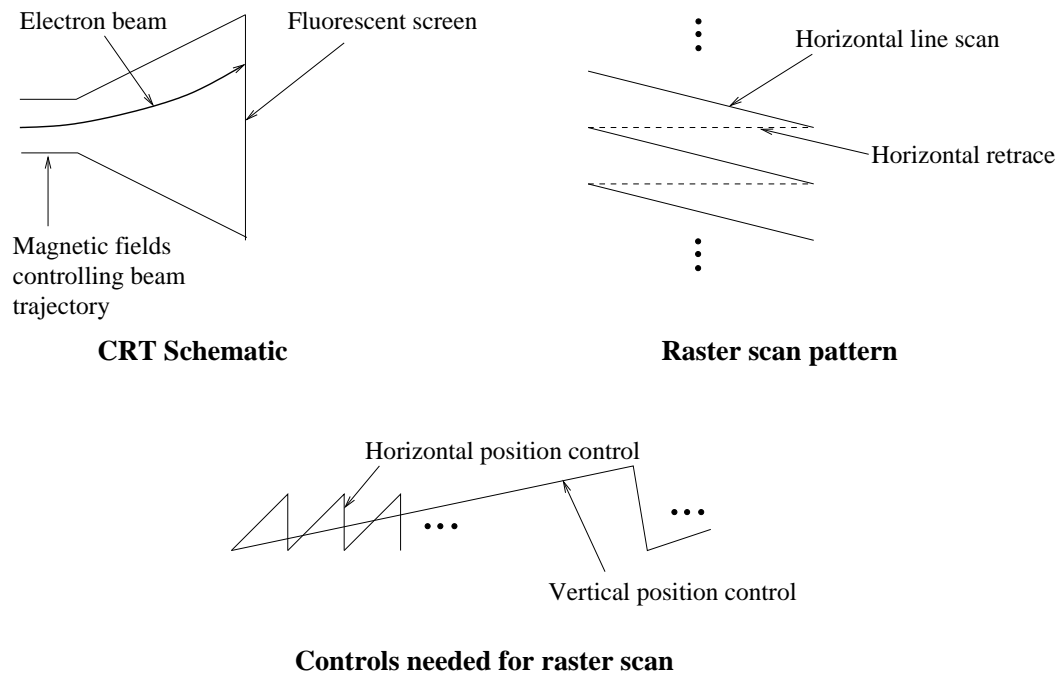 Electron beam
Fluorescent screen
Magnetic fields
controlling beam
trajectory
CRT Schematic
Horizontal line scan
Horizontal retrace
Raster scan pattern
Horizontal position control
Vertical position control
Controls needed for raster scan